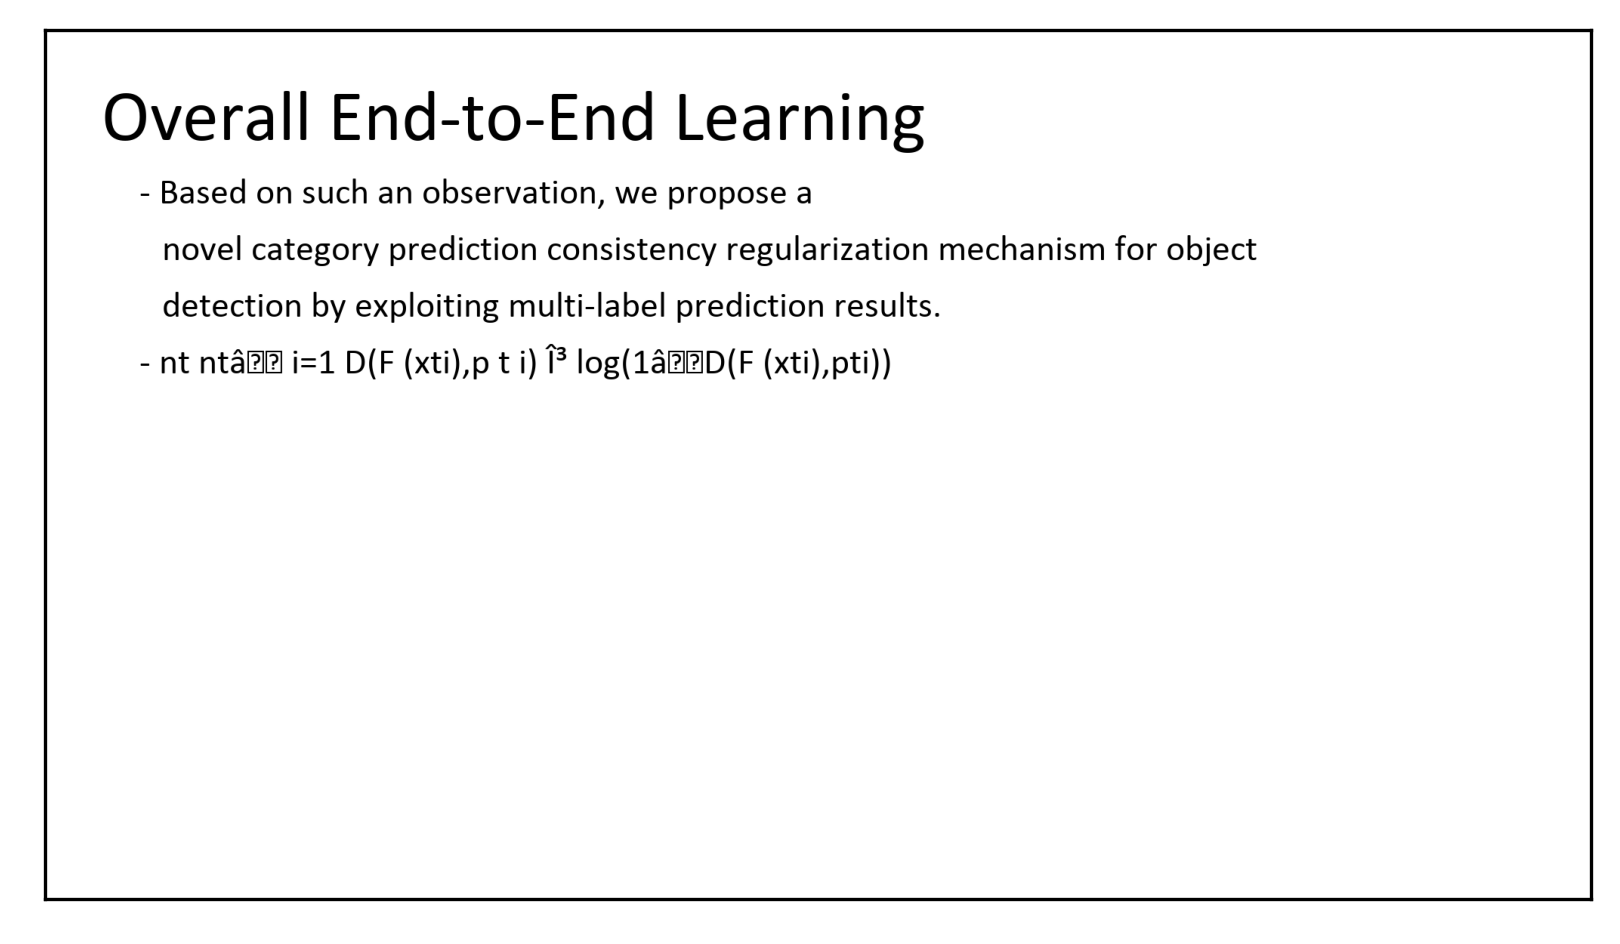 Overall End-to-End Learning
- Based on such an observation, we propose a
novel category prediction consistency regularization mechanism for object
detection by exploiting multi-label prediction results.
- nt ntâ⍰⍰ i=1 D(F (xti),p t i) Î³ log(1â⍰⍰D(F (xti),pti))